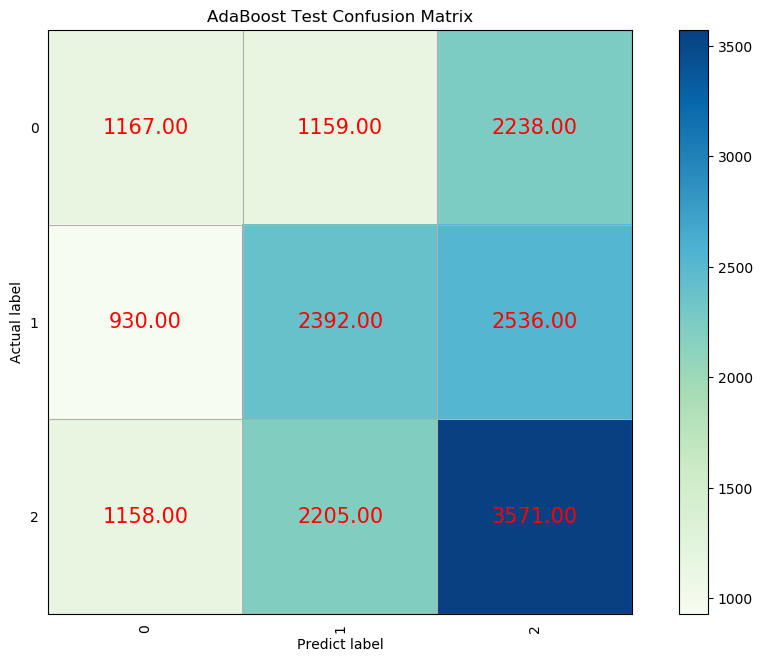 AdaBoost Test Confusion Matrix
0 1167.00 1159.00 2238.00
1 930.00 2392.00 2536.00
2 1158.00 2205.00 3571.00
0 1 2
Actual label
Predict label
3500
3000
2500
2000
1500
1000